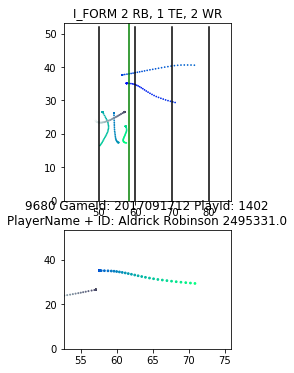 I_FORM 2 RB, 1 TE, 2 WR
50
40
30
20
10
0
50 60 70 80
9680 GameId: 2017091712 PlayId: 1402
PlayerName + ID: Aldrick Robinson 2495331.0
40
20
0
55 60 65 70 75